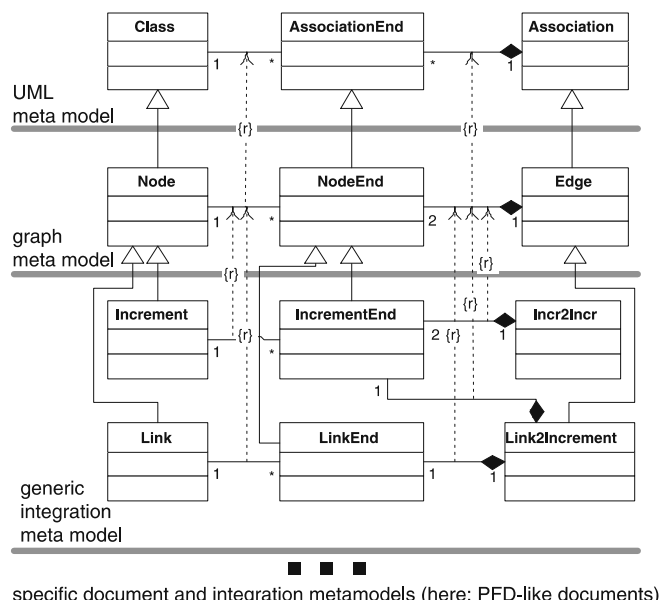 Class
AssociationEnd
Association
1
*
*
1
UML
meta model
{r}
{r}
Node
NodeEnd
Edge
1
*
2
1
graph
meta model
{r}
{r}
Increment
IncrementEnd
Incr2Incr
{r}
{r}
{r}
1
*
2
1
1
Link
LinkEnd
Link2Increment
1
*
1
1
generic
integration
meta model
specific document and integration metamodels (here: PFD-like documents)